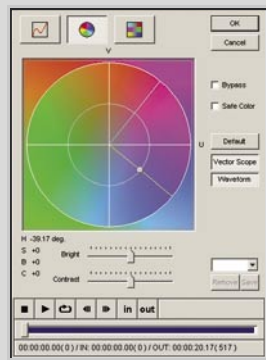 OK
Cancel
V
Bypass
Safe Color
U
Default
Vector Scope
Waveform
H -39.17 deg.
S +0
B +0
C +0
Bright
Contrast
Remove Save
in out
00:00:00.00( 0 ) / IN: 00:00:00.00( 0 ) / OUT: 00:00:20.17( 517 )